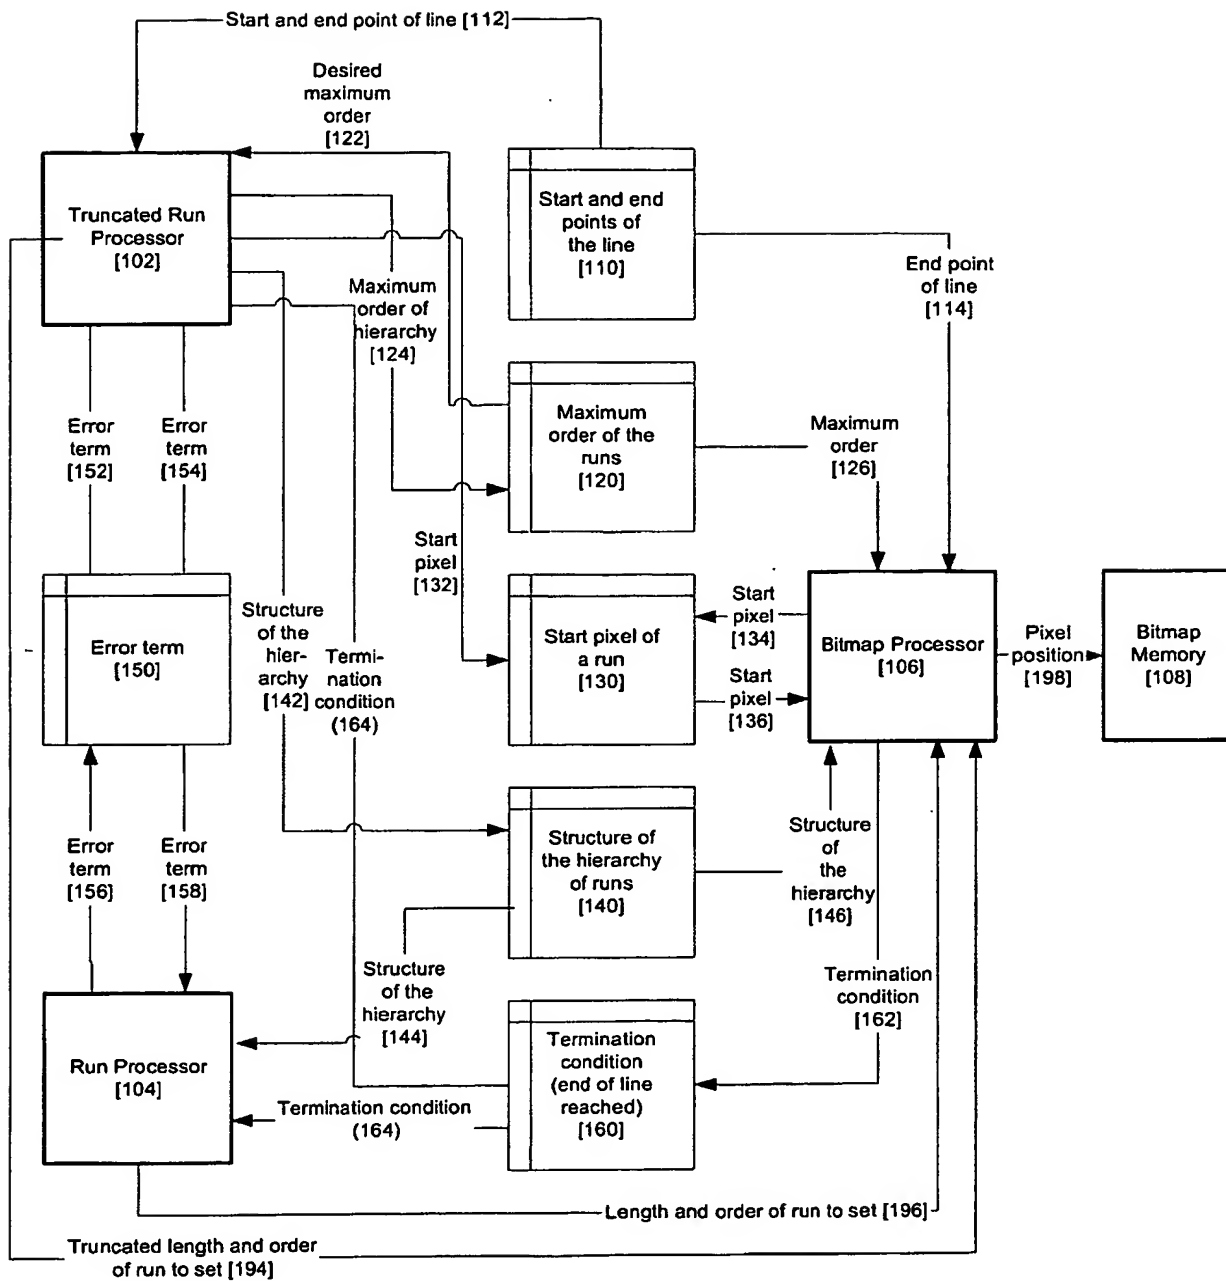 Start and end point of line [112]
Desired
maximum
order
[122]
Truncated Run
Processor
[102]
Start and end
points of
the line
[110]
End point
of line
[114]
Maximum
order of
hierarchy
[124]
Error
term
[152]
Error
term
[154]
Maximum
order of the
runs
[120]
Maximum
order
[126]
Start
pixel
[132]
Error term
[150]
Structure
of the
hier-
archy
[142]
Termi-
nation
condition
(164)
Start pixel of
a run
[130]
Start
pixel
[134]
Start
pixel
[136]
Bitmap Processor
[106]
Pixel
position
[198]
Bitmap
Memory
[108]
Error
term
[156]
Error
term
[158]
Structure of
the hierarchy
of runs
[140]
Structure
of
the
hierarchy
[146]
Structure
of the
hierarchy
[144]
Termination
condition
[162]
Run Processor
[104]
Termination
condition
(end of line
reached)
[160]
Termination condition
(164)
Length and order of run to set [196]
Truncated length and order
of run to set [194]